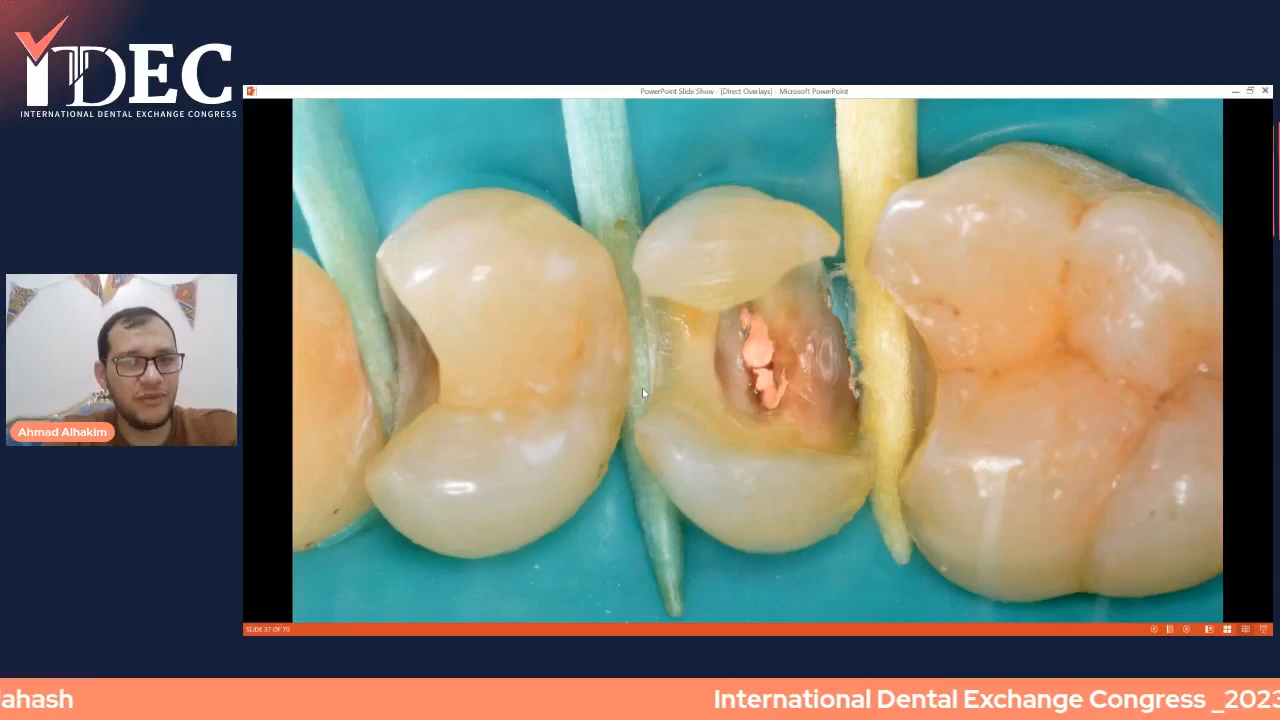 IDEC
INTERNATIONAL DENTAL EXCHANGE CONGRESS
PowerPoint Slide Show - [Direct Overlays] - Microsoft PowerPoint
Ahmad Alhakim
SLIDE 37 OF 70
lahash
International Dental Exchange Congress _2023